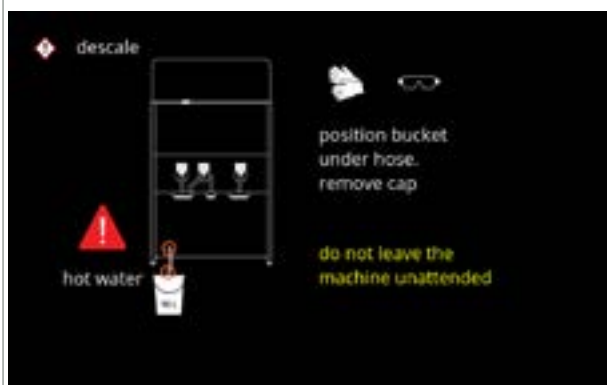 descale
position bucket
under hose.
remove cap
do not leave the
machine unattended
hot water